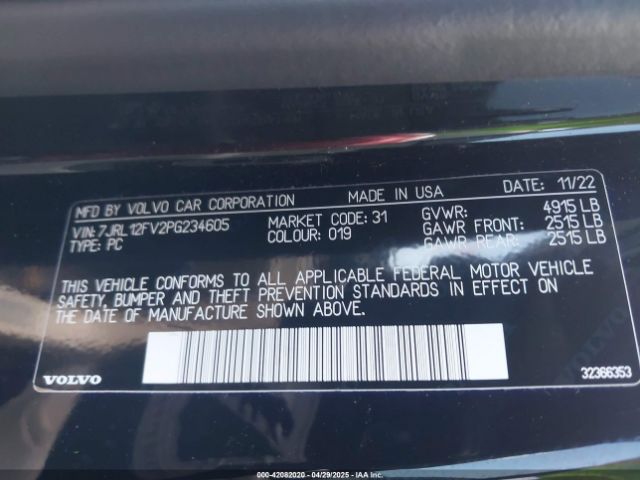 MFD. BY VOLVO CAR CORPORATION MADE IN USA DATE: 11/22
VIN: 7JRL12FV2PG234605 MARKET CODE: 31 GVWR: 4915 LB
TYPE: PC COLOUR: 019 GAWR FRONT: 2515 LB
GAWR REAR: 2515 LB
THIS VEHICLE CONFORMS TO ALL APPLICABLE FEDERAL MOTOR VEHICLE
SAFETY, BUMPER AND THEFT PREVENTION STANDARDS IN EFFECT ON
THE DATE OF MANUFACTURE SHOWN ABOVE.
VOLVO 32366353
000-42082020 - 04/29/2025 - IAA Inc.